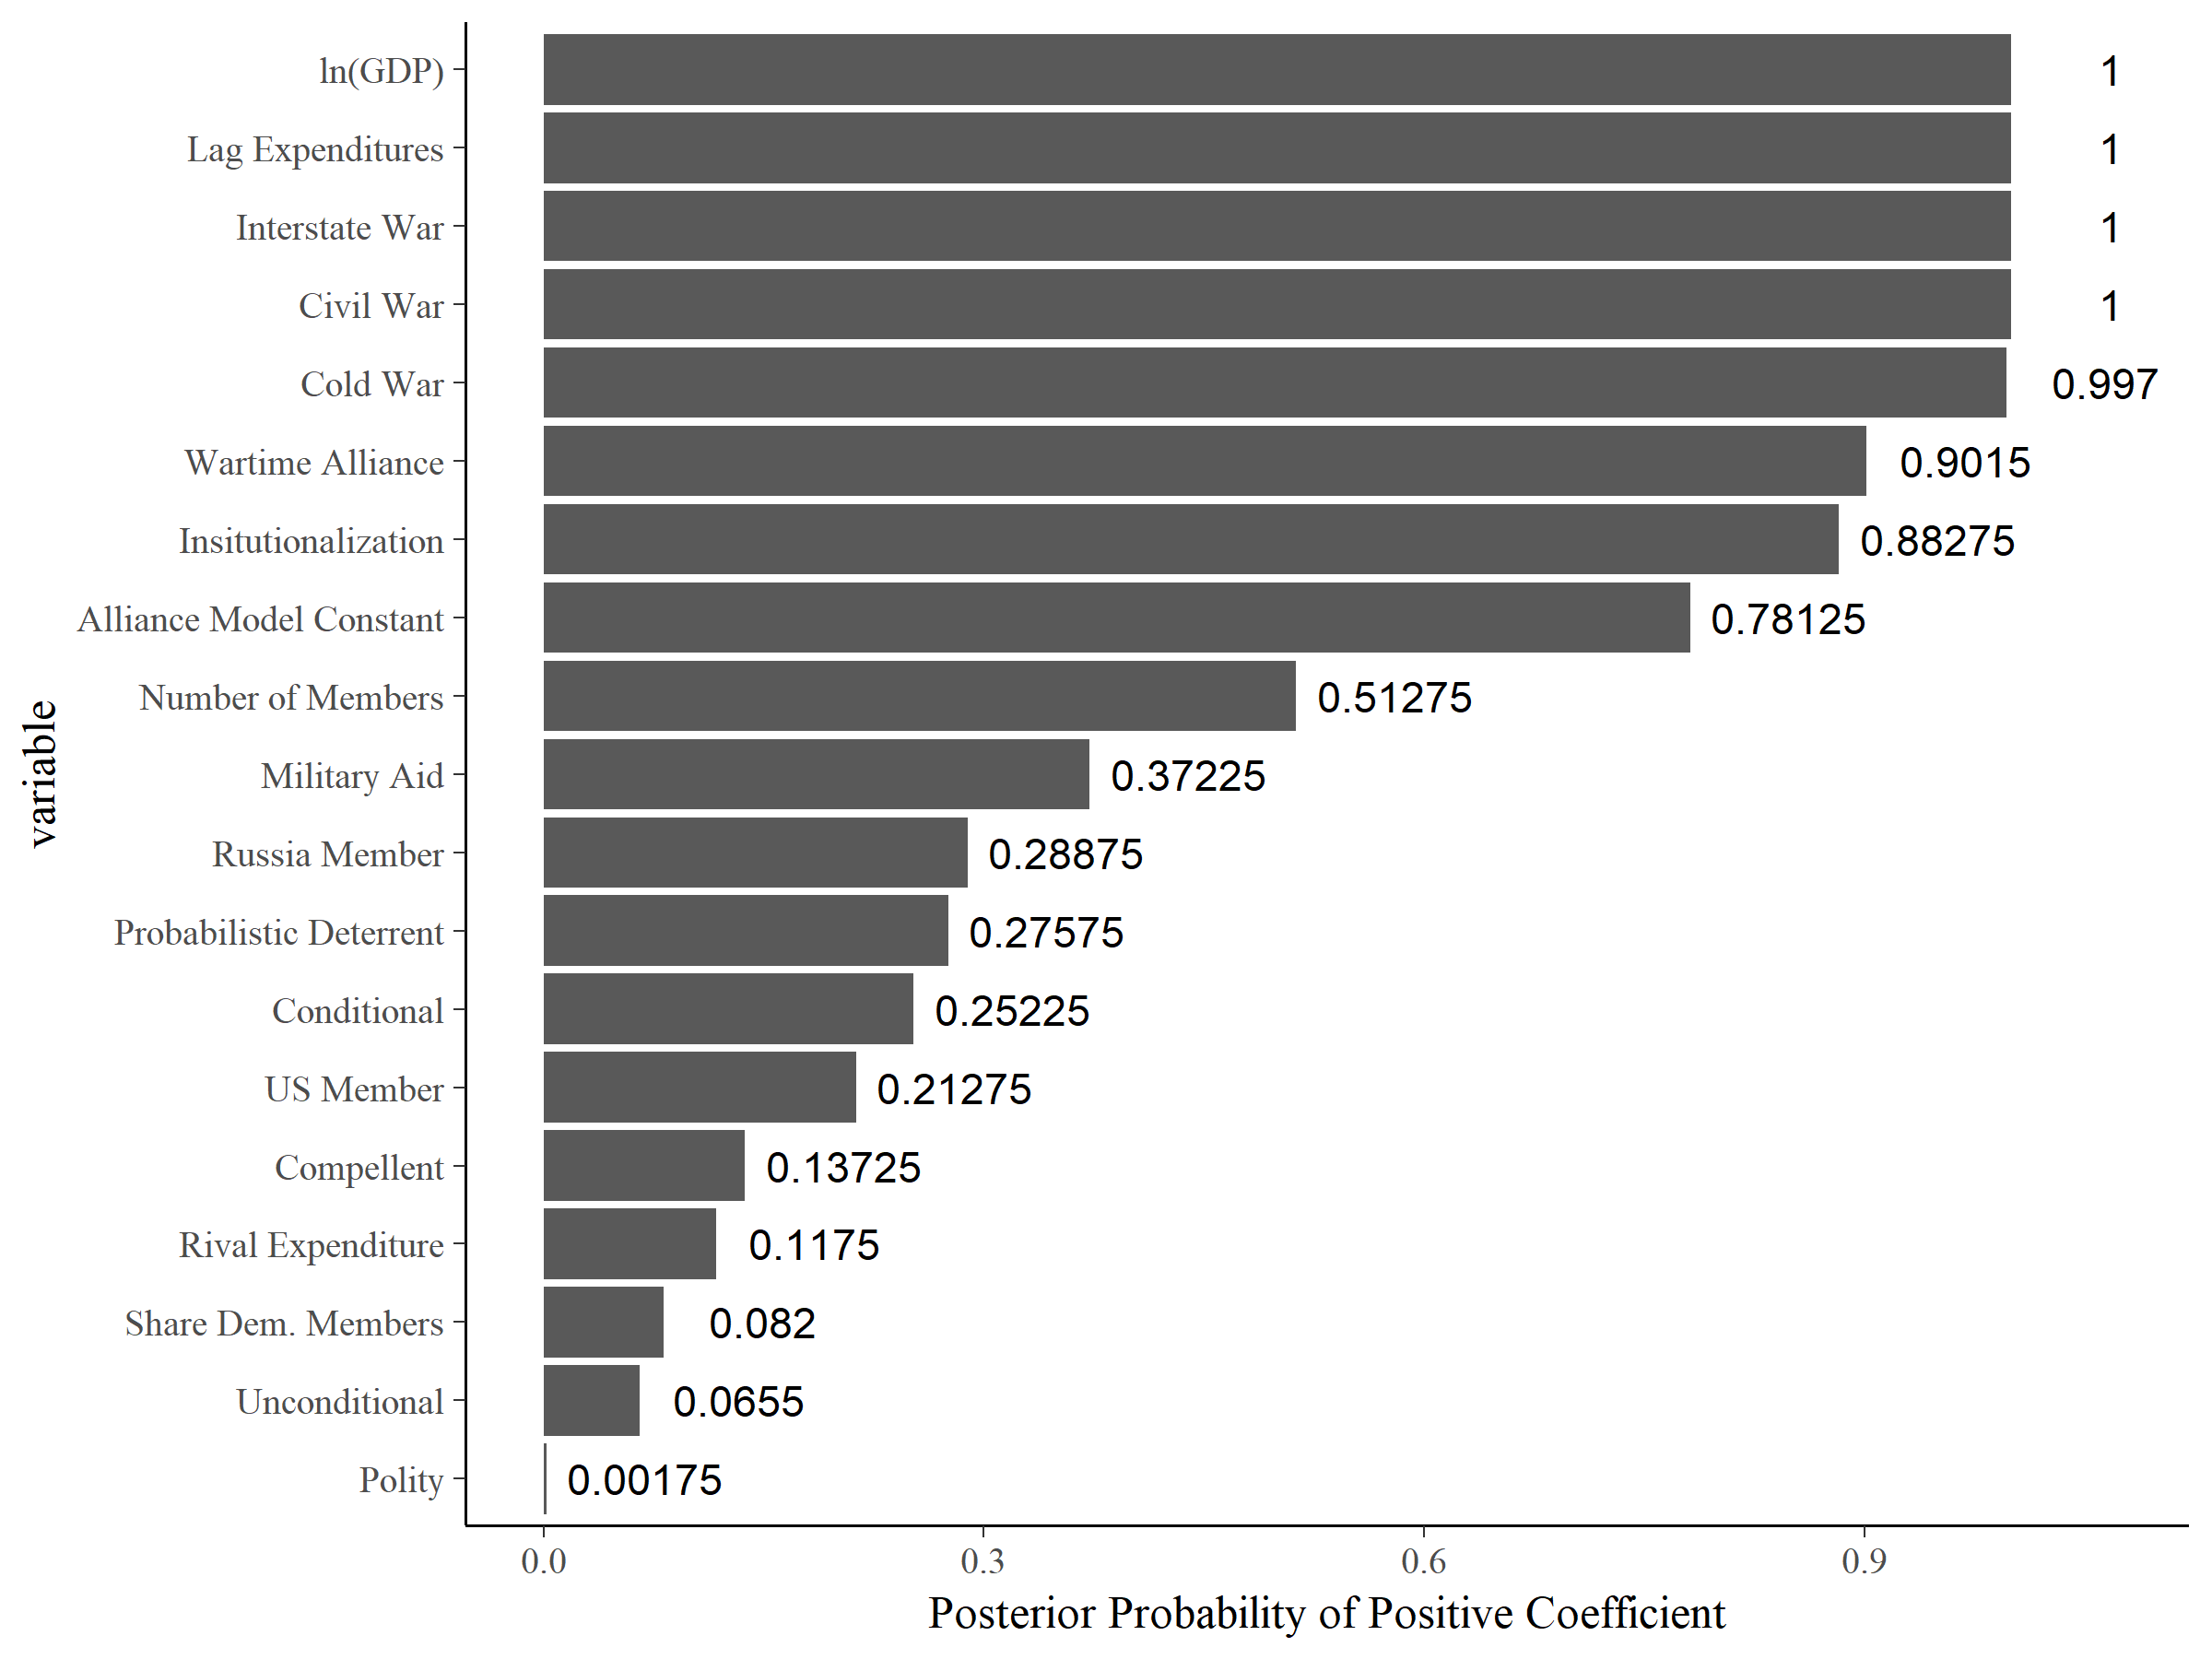 variable
ln(GDP) 1
Lag Expenditures 1
Interstate War 1
Civil War 1
Cold War 0.997
Wartime Alliance 0.9015
Insitutionalization 0.88275
Alliance Model Constant 0.78125
Number of Members 0.51275
Military Aid 0.37225
Russia Member 0.28875
Probabilistic Deterrent 0.27575
Conditional 0.25225
US Member 0.21275
Compellent 0.13725
Rival Expenditure 0.1175
Share Dem. Members 0.082
Unconditional 0.0655
Polity 0.00175
0.0 0.3 0.6 0.9
Posterior Probability of Positive Coefficient